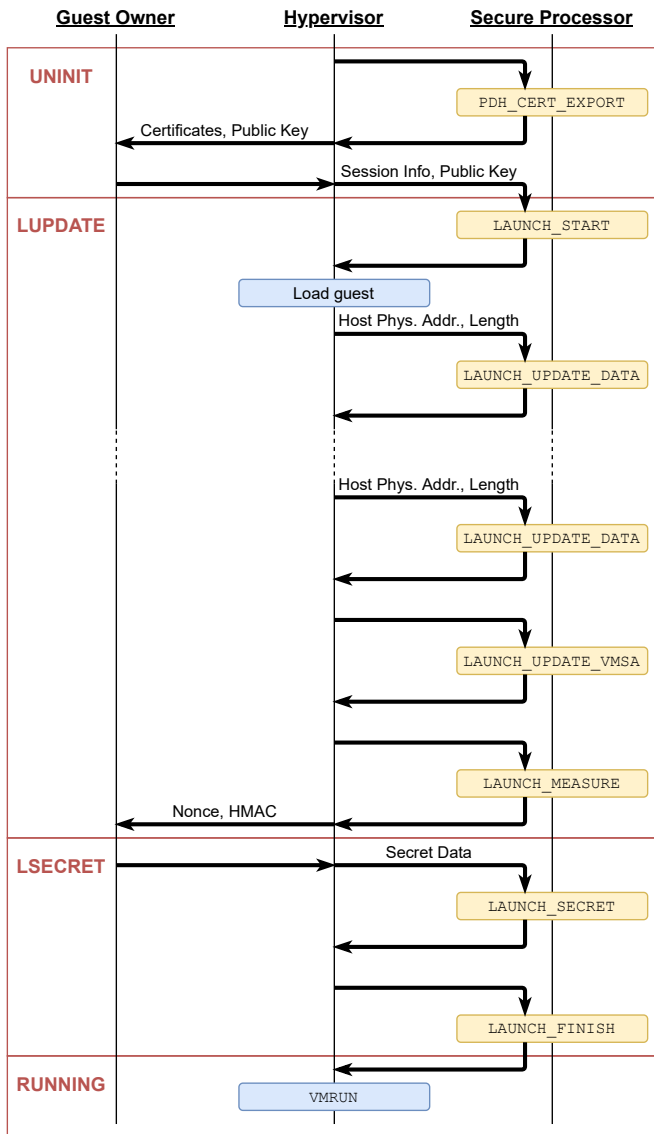 Guest Owner
Hypervisor
Secure Processor
UNINIT
PDH_CERT_EXPORT
Certificates, Public Key
Session Info, Public Key
LUPDATE
LAUNCH_START
Load guest
Host Phys. Addr., Length
LAUNCH_UPDATE_DATA
Host Phys. Addr., Length
LAUNCH_UPDATE_DATA
LAUNCH_UPDATE_VMSA
LAUNCH_MEASURE
Nonce, HMAC
LSECRET
Secret Data
LAUNCH_SECRET
LAUNCH_FINISH
RUNNING
VMRUN